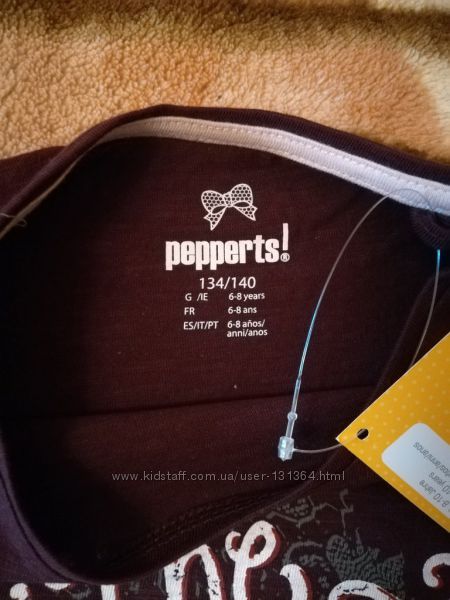 pepperts!®
134/140
G /IE 6-8 years
FR 6-8 ans
ES/IT/PT 6-8 años/
anni/anos
www.kidstaff.com.ua/user-131364.html